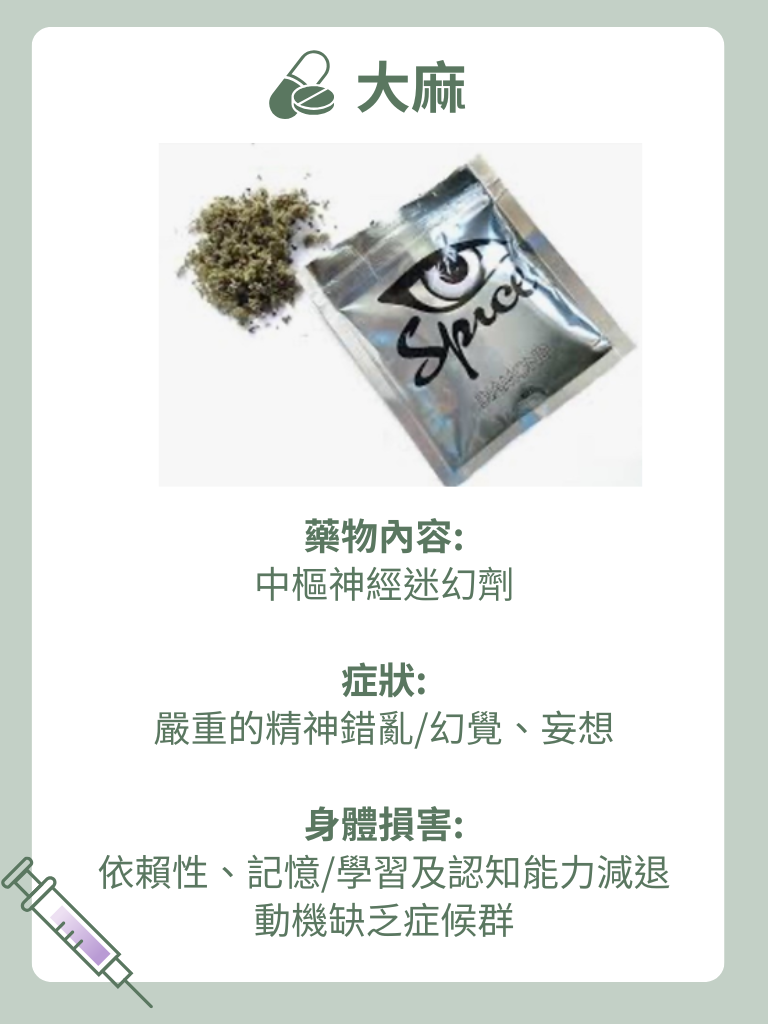 大麻
Spice
DIAMOND
藥物內容:
中樞神經迷幻劑
症狀:
嚴重的精神錯亂/幻覺、妄想
身體損害:
依賴性、記憶/學習及認知能力減退
動機缺乏症候群